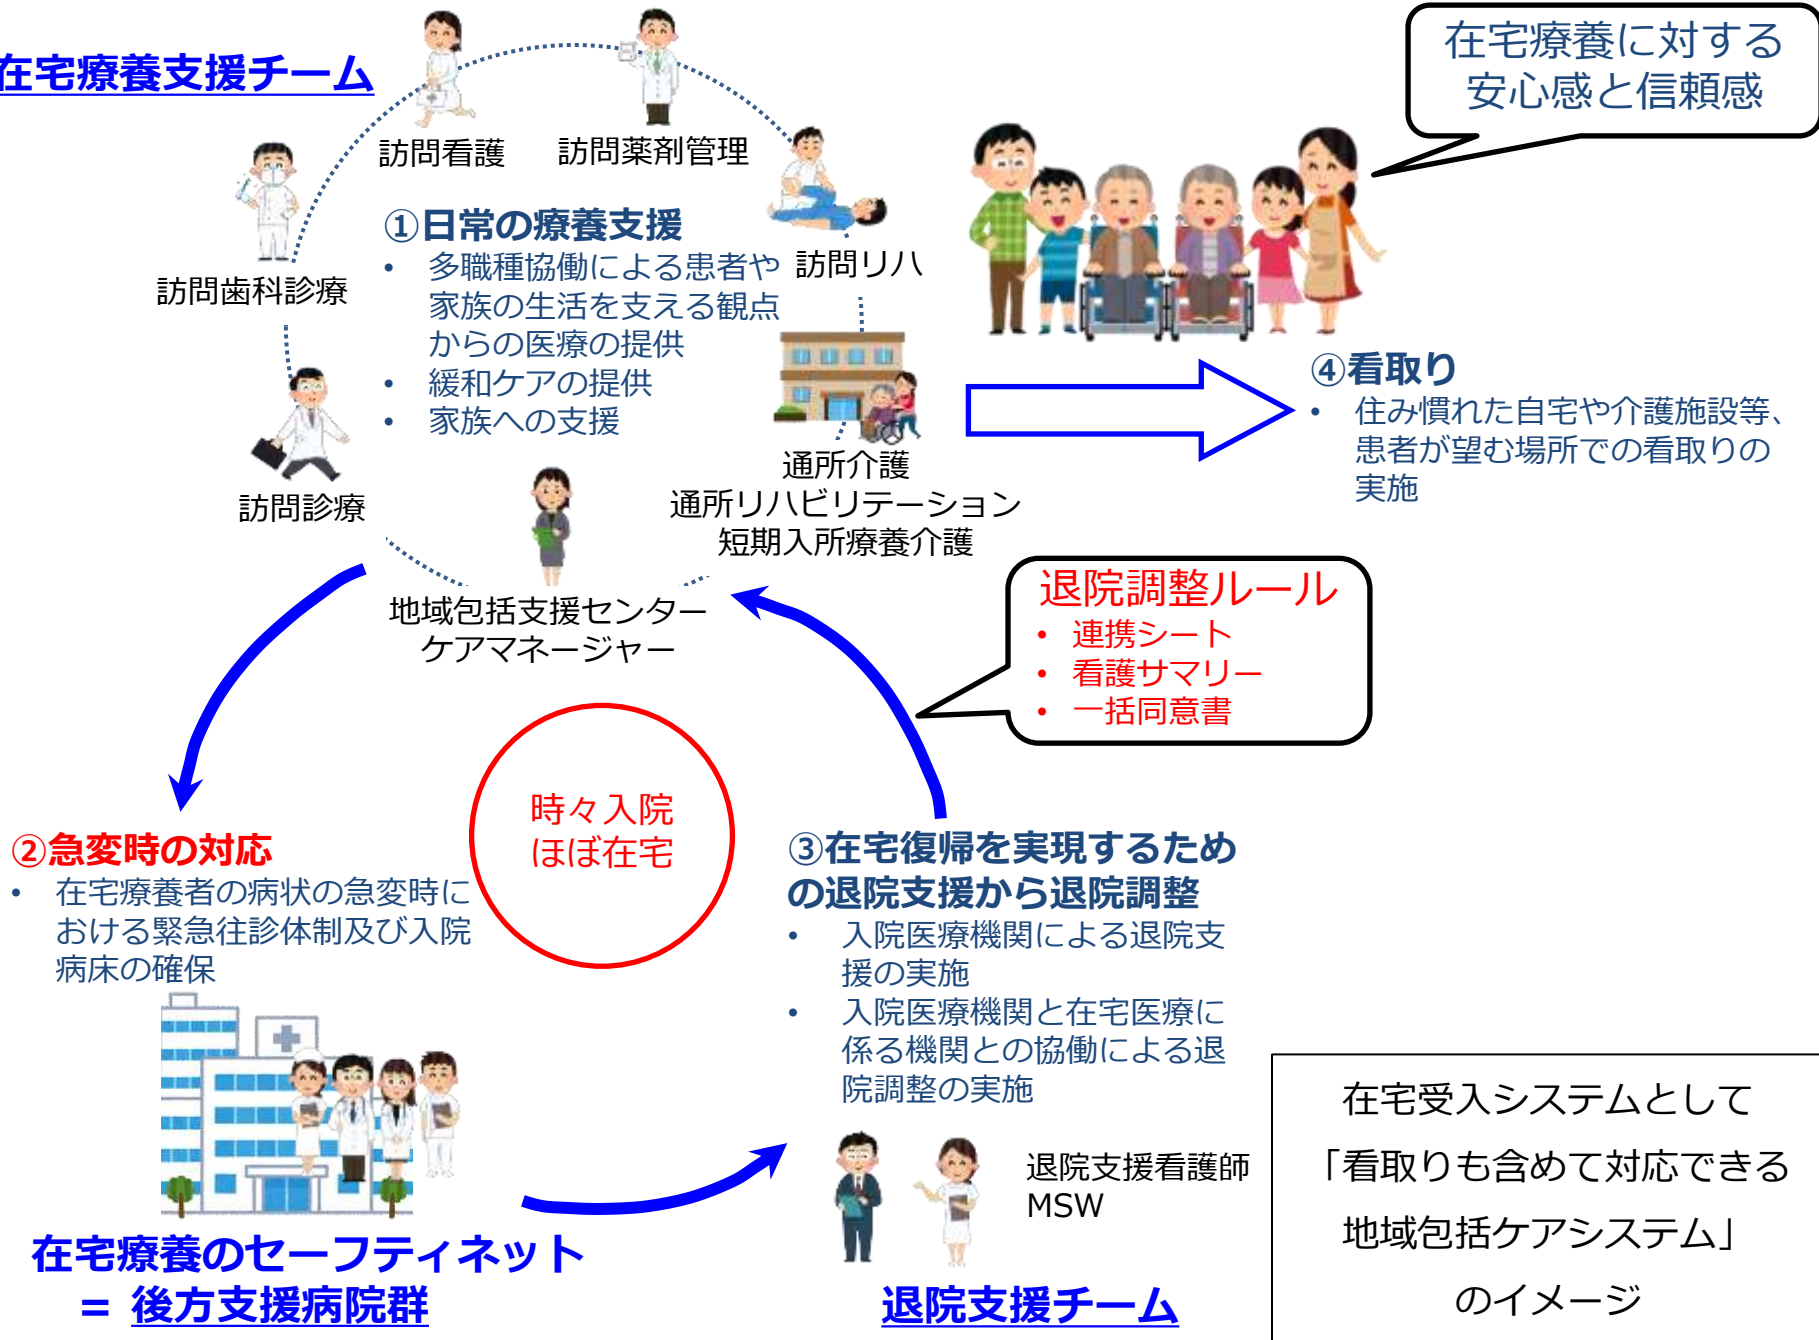 在宅療養支援チーム
訪問看護
訪問薬剤管理
訪問歯科診療
訪問リハ
①日常の療養支援
• 多職種協働による患者や
家族の生活を支える観点
からの医療の提供
• 緩和ケアの提供
• 家族への支援
訪問診療
通所介護
通所リハビリテーション
短期入所療養介護
地域包括支援センター
ケアマネージャー
在宅療養に対する
安心感と信頼感
④看取り
• 住み慣れた自宅や介護施設等、
患者が望む場所での看取りの
実施
退院調整ルール
• 連携シート
• 看護サマリー
• 一括同意書
時々入院
ほぼ在宅
②急変時の対応
• 在宅療養者の病状の急変時に
おける緊急往診体制及び入院
病床の確保
在宅療養のセーフティネット
= 後方支援病院群
③在宅復帰を実現するため
の退院支援から退院調整
• 入院医療機関による退院支
援の実施
• 入院医療機関と在宅医療に
係る機関との協働による退
院調整の実施
退院支援看護師
MSW
退院支援チーム
在宅受入システムとして
「看取りも含めて対応できる
地域包括ケアシステム」
のイメージ